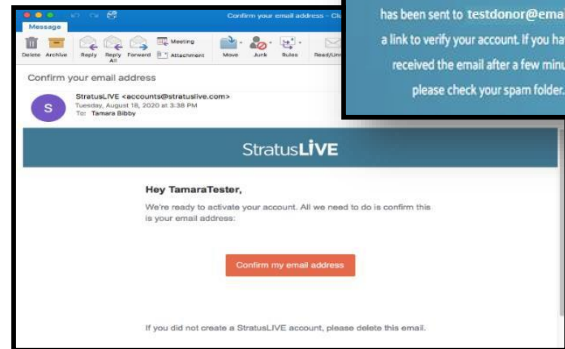 Confirm your email address
Message
Delete
Archive
Reply
Reply All
Forward
Meeting
Attachment
Move
Junk
Rules
Confirm your email address
S
StratusLIVE <accounts@stratuslive.com>
Tuesday, August 18, 2020 at 3:38 PM
To: Tamara Bibby
StratusLİVE
Hey TamaraTester,
We're ready to activate your account. All we need to do is confirm this
is your email address:
Confirm my email address
If you did not create a StratusLIVE account, please delete this email.
has been sent to testdonor@ema
a link to verify your account. If you ha
received the email after a few minu
please check your spam folder.